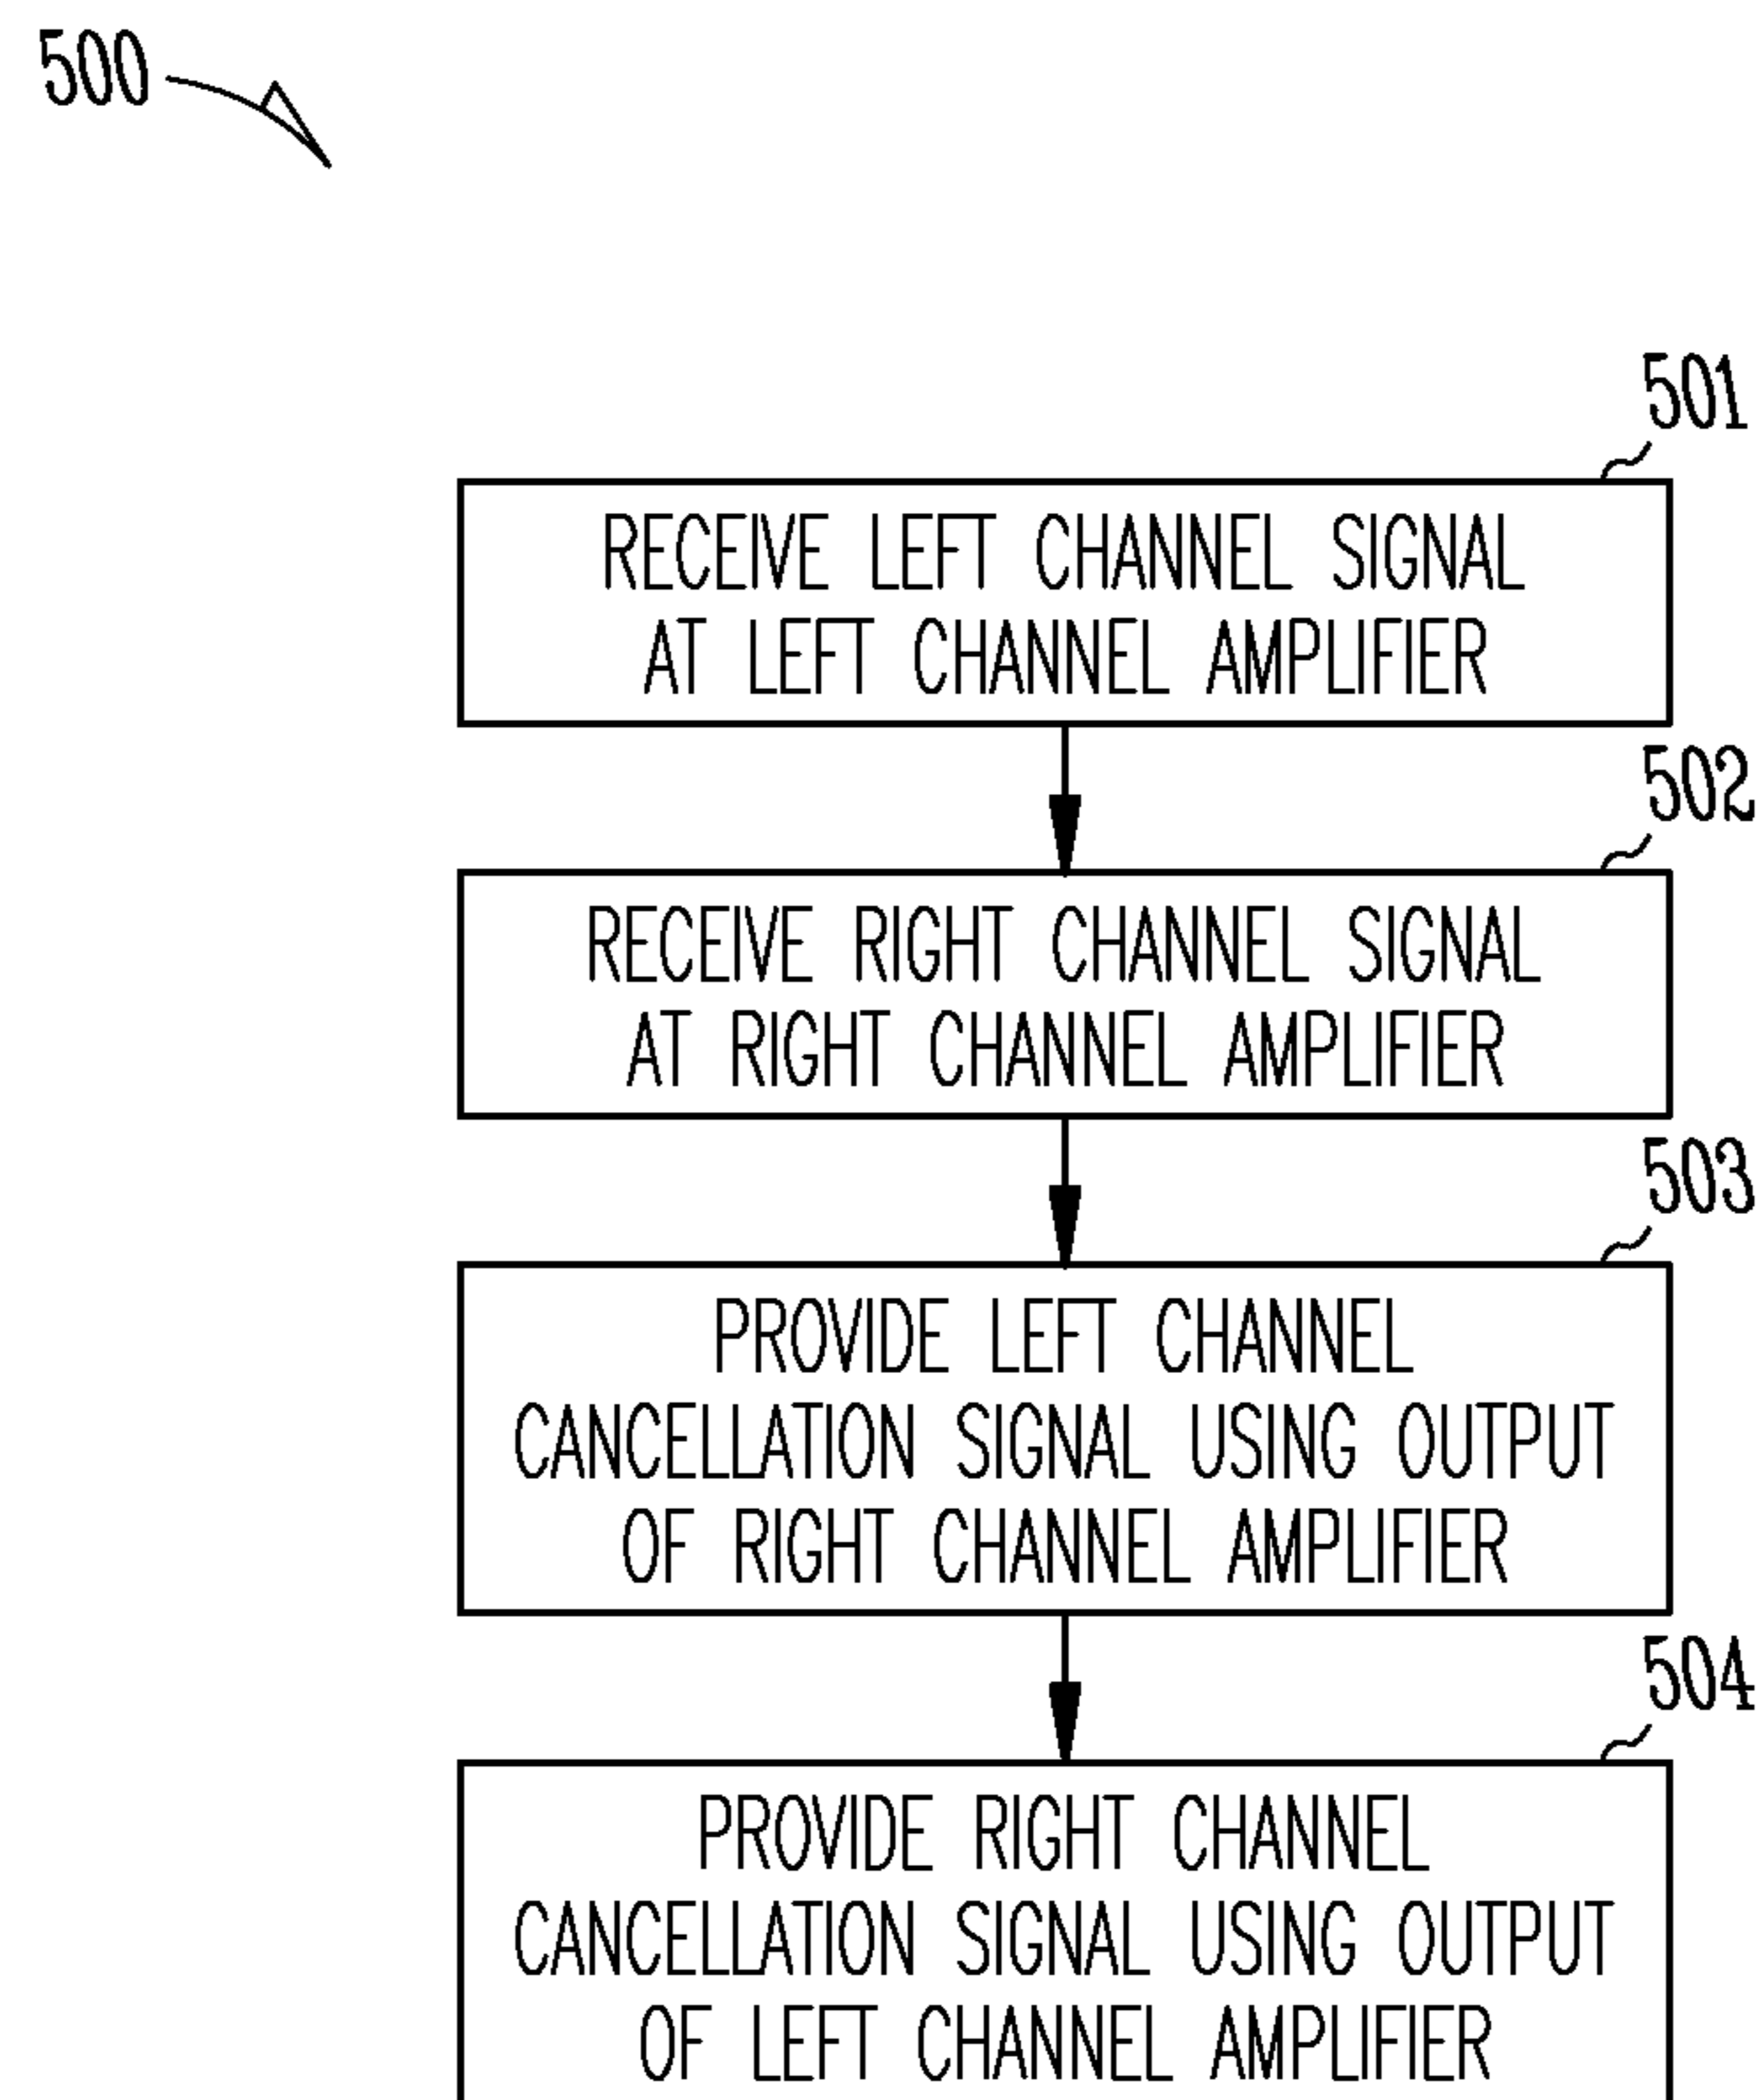 500
501
RECEIVE LEFT CHANNEL SIGNAL
AT LEFT CHANNEL AMPLIFIER
502
RECEIVE RIGHT CHANNEL SIGNAL
AT RIGHT CHANNEL AMPLIFIER
503
PROVIDE LEFT CHANNEL
CANCELLATION SIGNAL USING OUTPUT
OF RIGHT CHANNEL AMPLIFIER
504
PROVIDE RIGHT CHANNEL
CANCELLATION SIGNAL USING OUTPUT
OF LEFT CHANNEL AMPLIFIER